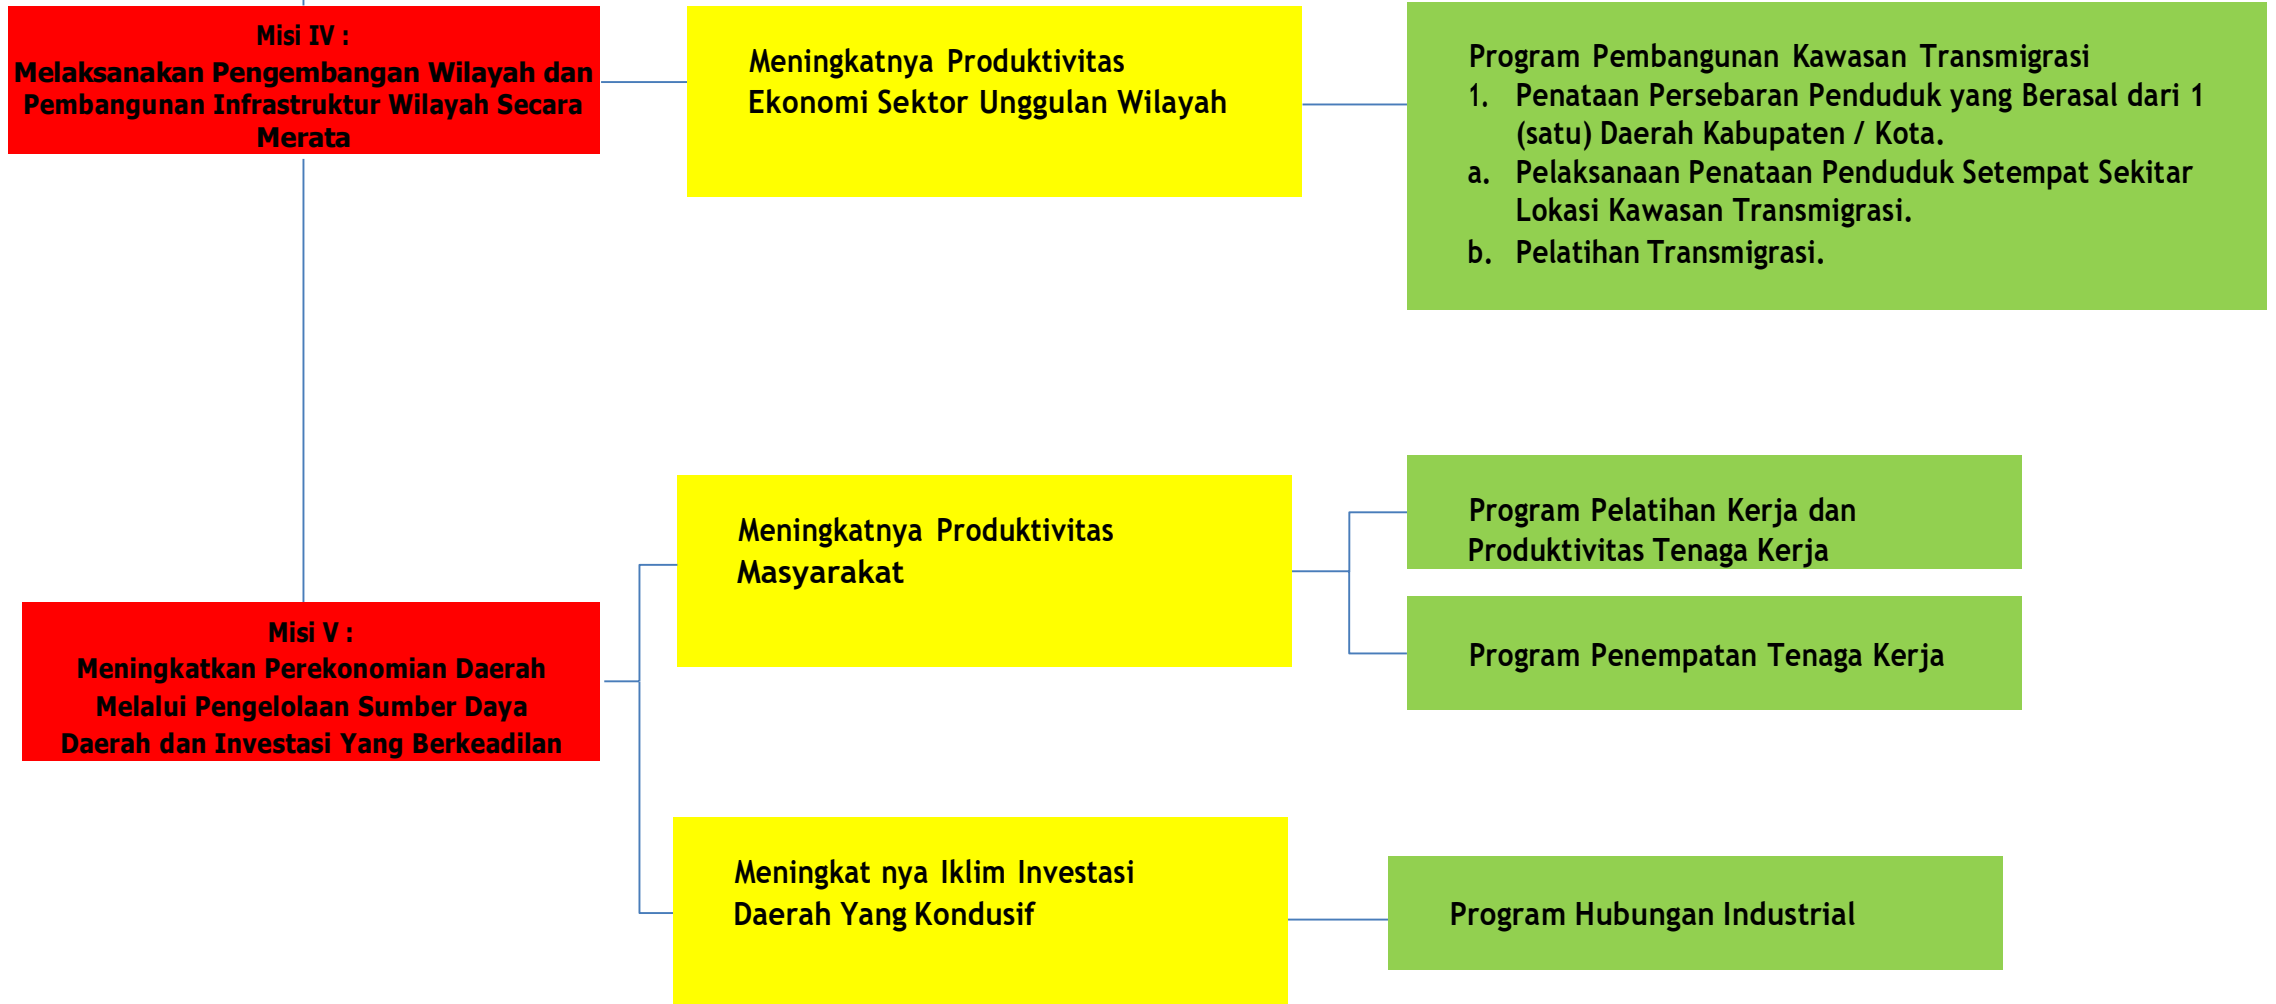 Misi IV :
Melaksanakan Pengembangan Wilayah dan
Pembangunan Infrastruktur Wilayah Secara
Merata
Meningkatnya Produktivitas
Ekonomi Sektor Unggulan Wilayah
Program Pembangunan Kawasan Transmigrasi
1. Penataan Persebaran Penduduk yang Berasal dari 1
(satu) Daerah Kabupaten / Kota.
a. Pelaksanaan Penataan Penduduk Setempat Sekitar
Lokasi Kawasan Transmigrasi.
b. Pelatihan Transmigrasi.
Misi V :
Meningkatkan Perekonomian Daerah
Melalui Pengelolaan Sumber Daya
Daerah dan Investasi Yang Berkeadilan
Meningkatnya Produktivitas
Masyarakat
Program Pelatihan Kerja dan
Produktivitas Tenaga Kerja
Program Penempatan Tenaga Kerja
Meningkat nya Iklim Investasi
Daerah Yang Kondusif
Program Hubungan Industrial